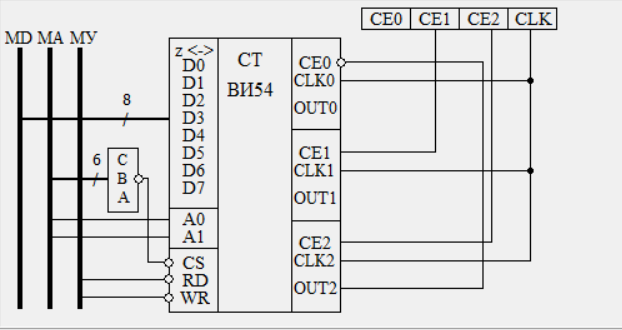 CE0 CE1 CE2 CLK
MD MA МУ
z <-> CT
D0 CE0
D1 CLK0
D2 ВИ54
8 D3 OUT0
D4
D5 CE1
6 C D6 CLK1
B D7
A OUT1
A0
A1
CE2
CS CLK2
RD
WR OUT2